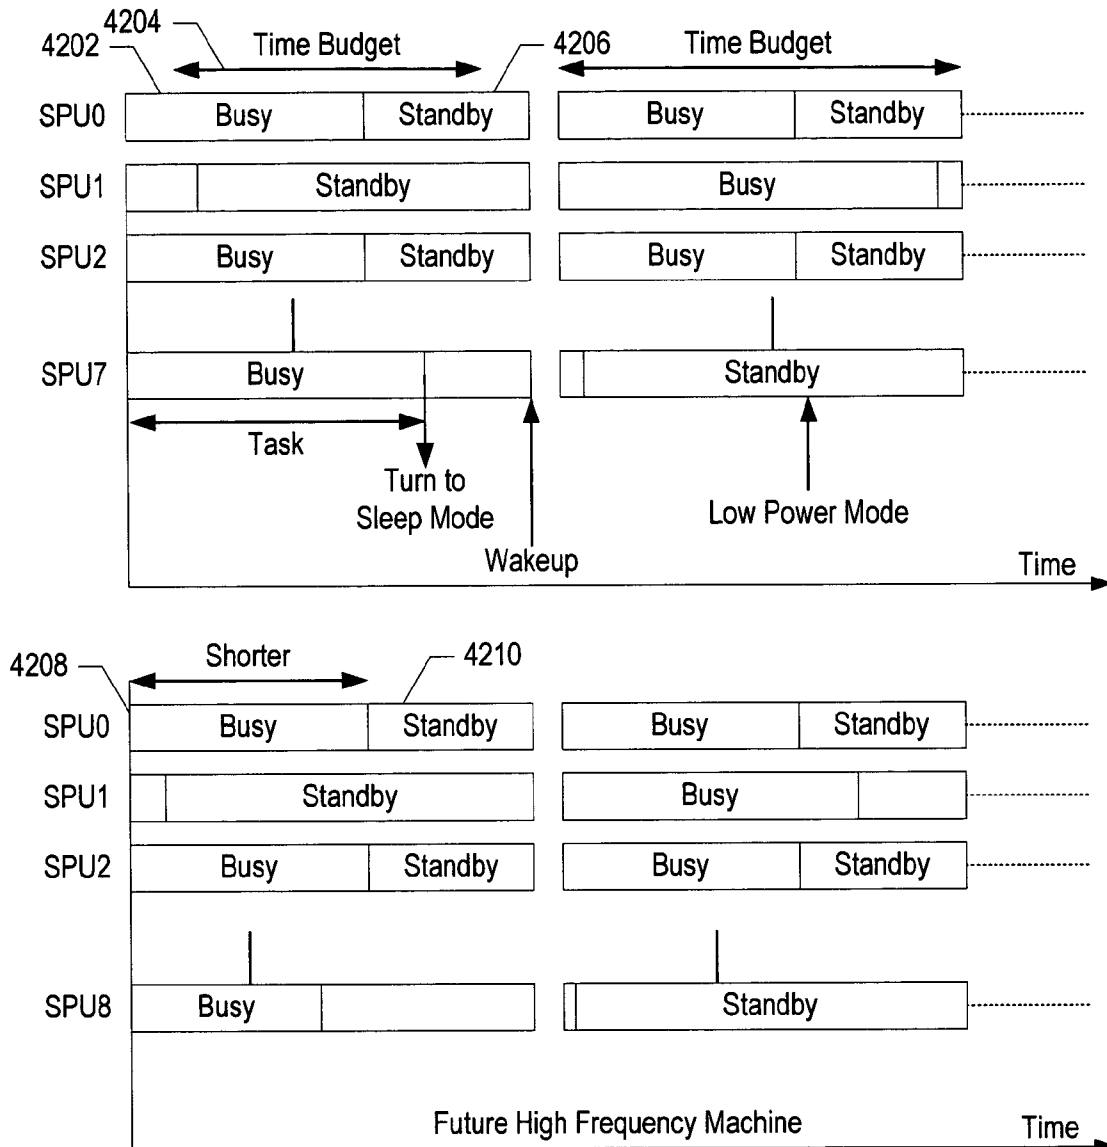 4204
4202
Time Budget
4206
Time Budget
SPU0
Busy
Standby
Busy
Standby
SPU1
Standby
Busy
SPU2
Busy
Standby
Busy
Standby
SPU7
Busy
Standby
Task
Turn to
Sleep Mode
Low Power Mode
Wakeup
Time
4208
Shorter
4210
SPU0
Busy
Standby
Busy
Standby
SPU1
Standby
Busy
SPU2
Busy
Standby
Busy
Standby
SPU8
Busy
Standby
Future High Frequency Machine
Time